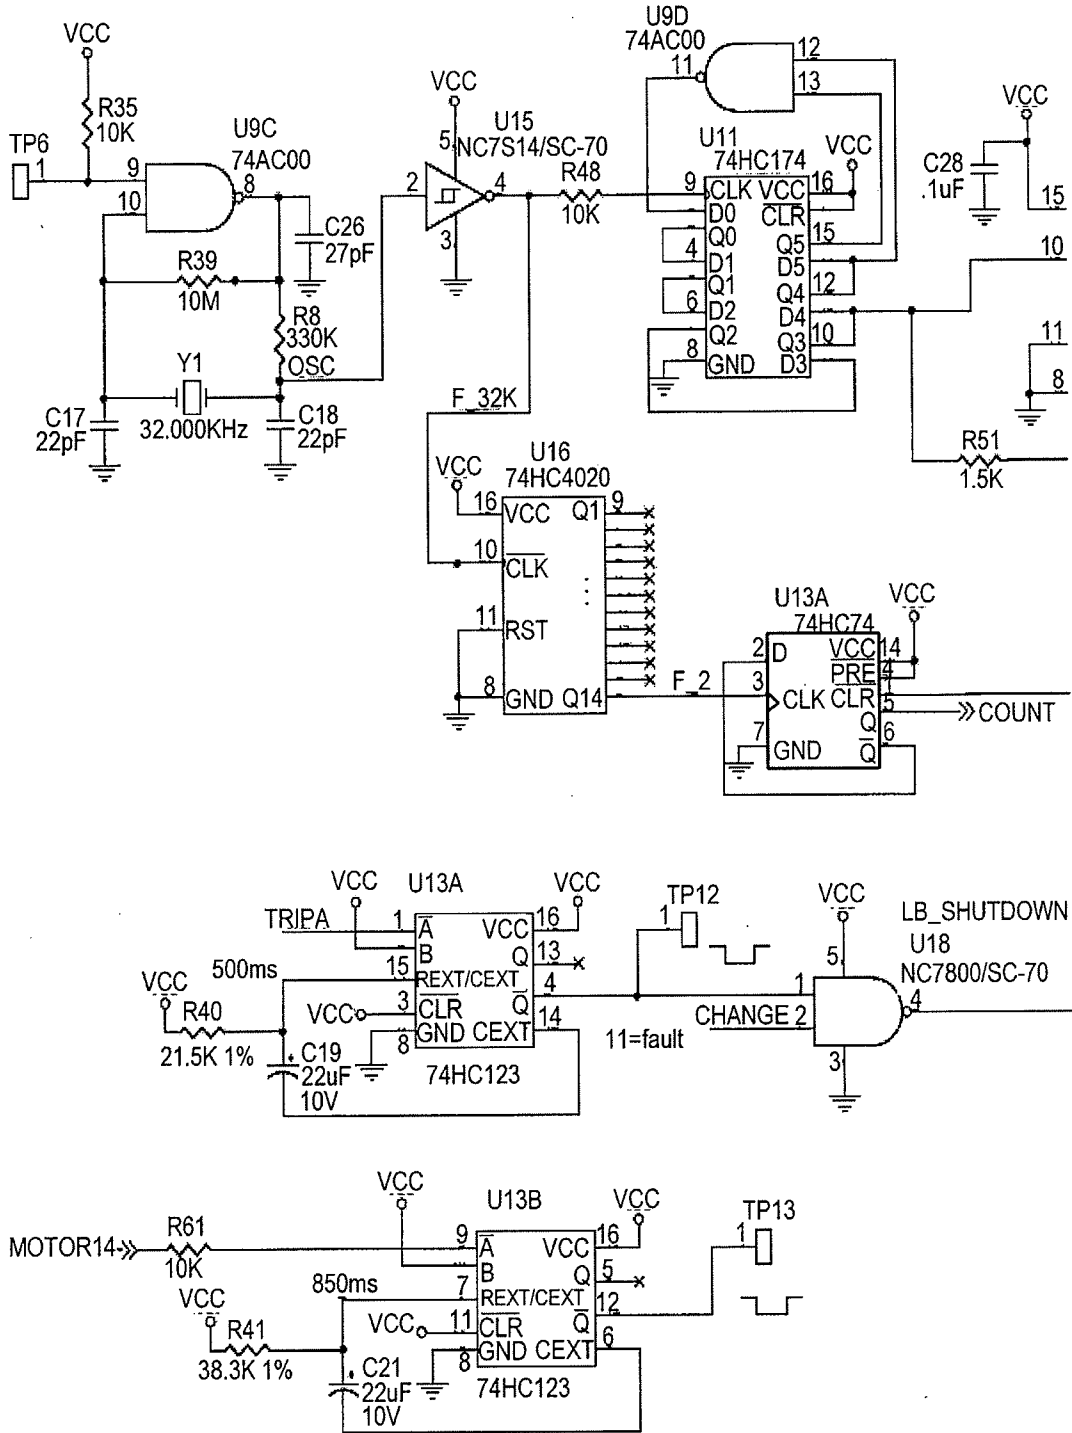 VCC
R35
10K
TP6
1
9
10
U9C
74AC00
8
C26
27pF
R39
10M
R8
330K
OSC
Y1
32.000KHz
C17
22pF
C18
22pF
VCC
5
U15
NC7S14/SC-70
2
4
3
R48
10K
F_32K
U9D
74AC00
11
12
13
U11
74HC174
VCC
9
CLK
VCC
16
D0
CLR
Q0
Q5
15
4
D1
D5
Q1
Q4
12
6
D2
D4
Q2
Q3
10
8
GND
D3
VCC
C28
.1uF
15
10
11
8
R51
1.5K
U16
74HC4020
VCC
16
VCC
Q1
9
10
CLK
11
RST
8
GND
Q14
F_2
3
U13A
74HC74
VCC
2
D
VCC
14
PRE
4
3
CLK
CLR
1
Q
5
COUNT
7
GND
Q
6
VCC
U13A
VCC
TRIPA
1
A
VCC
16
B
Q
13
500ms
15
REXT/CEXT
VCC
3
CLR
Q
4
VCC
R40
21.5K 1%
8
GND
CEXT
14
C19
22uF
10V
74HC123
TP12
1
11=fault
VCC
LB_SHUTDOWN
U18
NC7800/SC-70
5
1
CHANGE 2
4
3
VCC
U13B
VCC
TP13
1
MOTOR14
R61
10K
9
A
VCC
16
B
Q
5
850ms
7
REXT/CEXT
Q
12
VCC
VCC
11
CLR
R41
38.3K 1%
8
GND
CEXT
6
C21
22uF
10V
74HC123